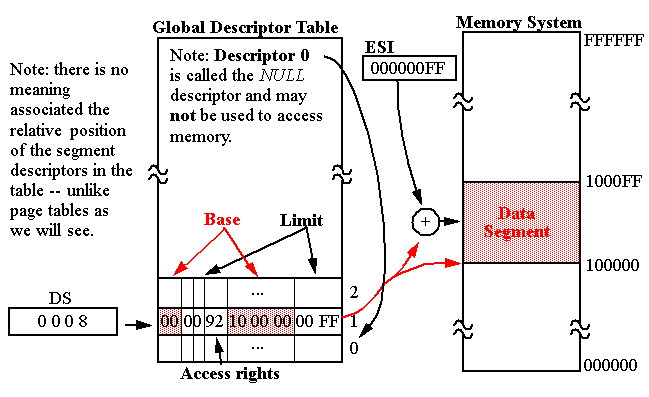 Global Descriptor Table
Memory System
Note: there is no
meaning
associated the
relative position
of the segment
descriptors in the
table -- unlike
page tables as
we will see.
Note: Descriptor 0
is called the NULL
descriptor and may
not be used to access
memory.
ESI
000000FF
FFFFFF
1000FF
+
Data
Segment
100000
000000
Base
Limit
...
2
DS
0 0 0 8
00 00 92 10 00 00 00 FF
1
...
0
Access rights